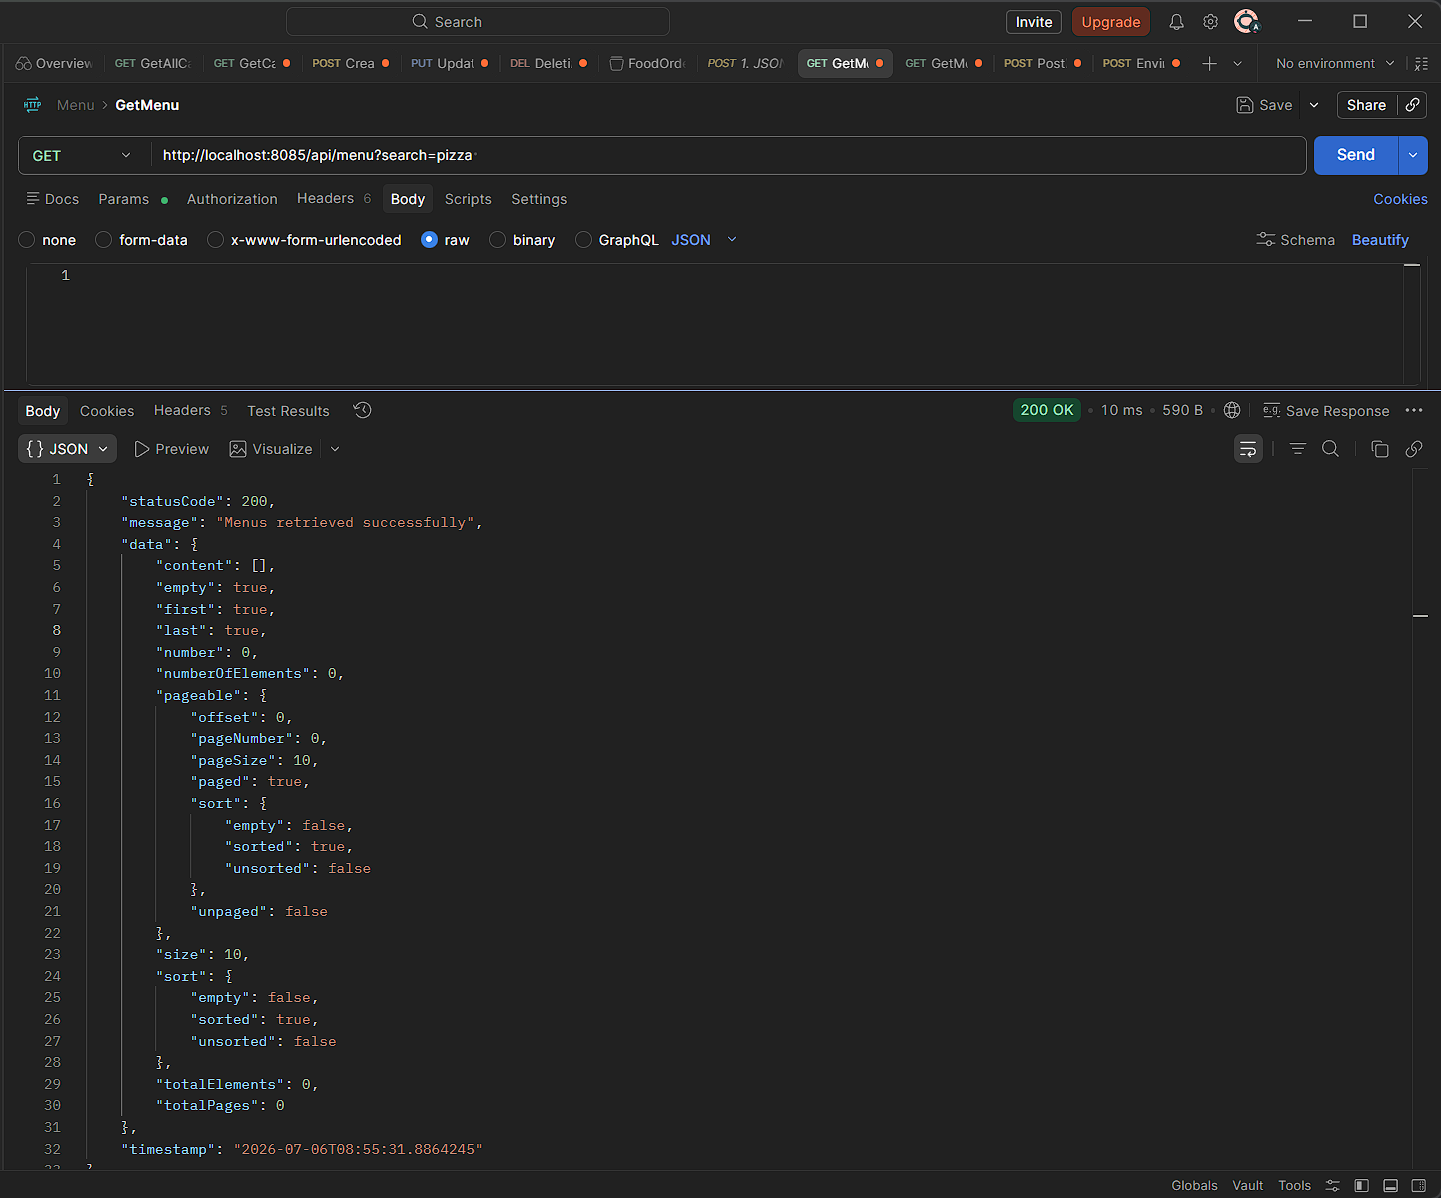 Search
Invite
Upgrade
Overview
GET GetAllCa
GET GetCa
POST Crea
PUT Updat
DEL Deleti
FoodOrde
POST 1. JSON
GET GetMe
GET GetMe
POST Post
POST Envi
No environment
HTTP Menu > GetMenu
Save
Share
GET
http://localhost:8085/api/menu?search=pizza
Send
Docs Params Authorization Headers 6 Body Scripts Settings
Cookies
none form-data x-www-form-urlencoded raw binary GraphQL JSON
Schema Beautify
1
Body Cookies Headers 5 Test Results
200 OK • 10 ms • 590 B •
e.g. Save Response
{} JSON Preview Visualize
1 {
2 "statusCode": 200,
3 "message": "Menus retrieved successfully",
4 "data": {
5 "content": [],
6 "empty": true,
7 "first": true,
8 "last": true,
9 "number": 0,
10 "numberOfElements": 0,
11 "pageable": {
12 "offset": 0,
13 "pageNumber": 0,
14 "pageSize": 10,
15 "paged": true,
16 "sort": {
17 "empty": false,
18 "sorted": true,
19 "unsorted": false
20 },
21 "unpaged": false
22 },
23 "size": 10,
24 "sort": {
25 "empty": false,
26 "sorted": true,
27 "unsorted": false
28 },
29 "totalElements": 0,
30 "totalPages": 0
31 },
32 "timestamp": "2026-07-06T08:55:31.8864245"
33 }
Globals Vault Tools